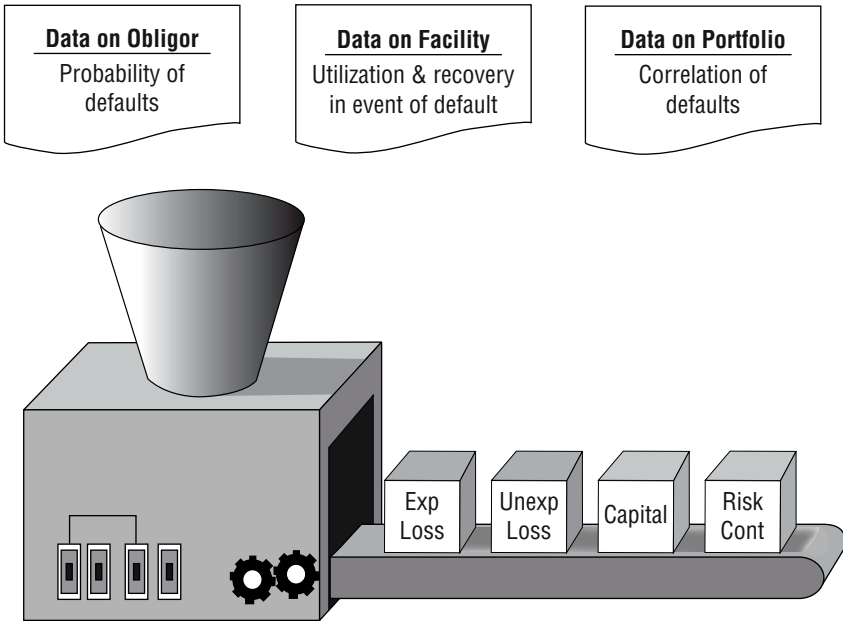 Data on Obligor
Probability of
defaults
Data on Facility
Utilization & recovery
in event of default
Data on Portfolio
Correlation of
defaults
Exp
Loss
Unexp
Loss
Capital
Risk
Cont